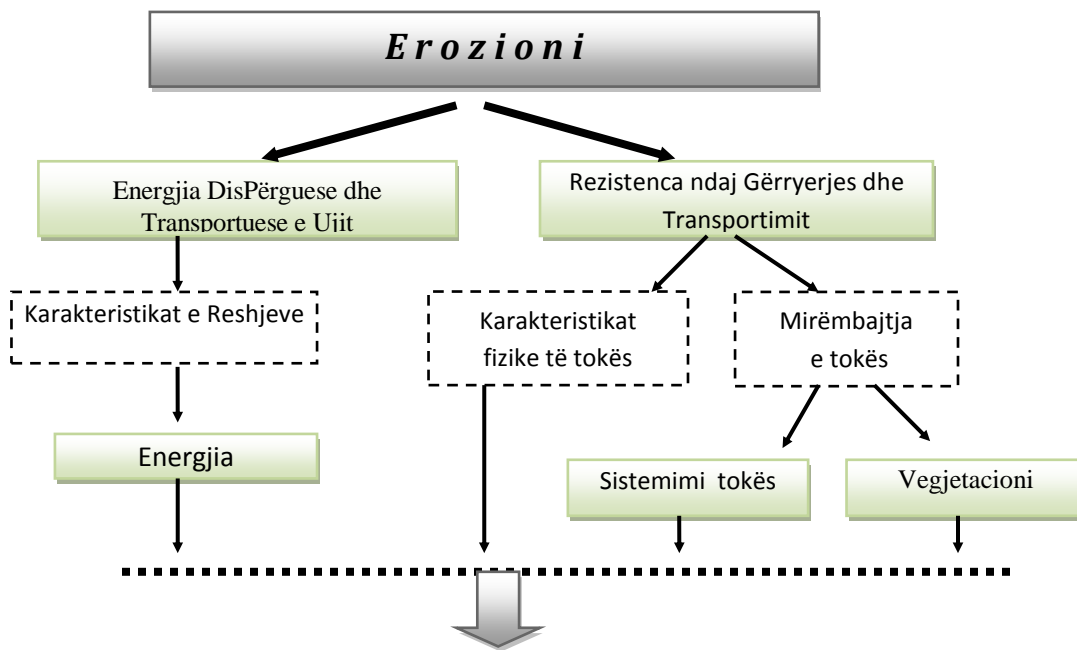 Erozioni
Energjia DisPërguese dhe
Transportuese e Ujit
Rezistenca ndaj Gërryerjes dhe
Transportimit
Karakteristikat e Reshjeve
Karakteristikat
fizike të tokës
Mirëmbajtja
e tokës
Energjia
Sistemimi tokës
Vegjetacioni